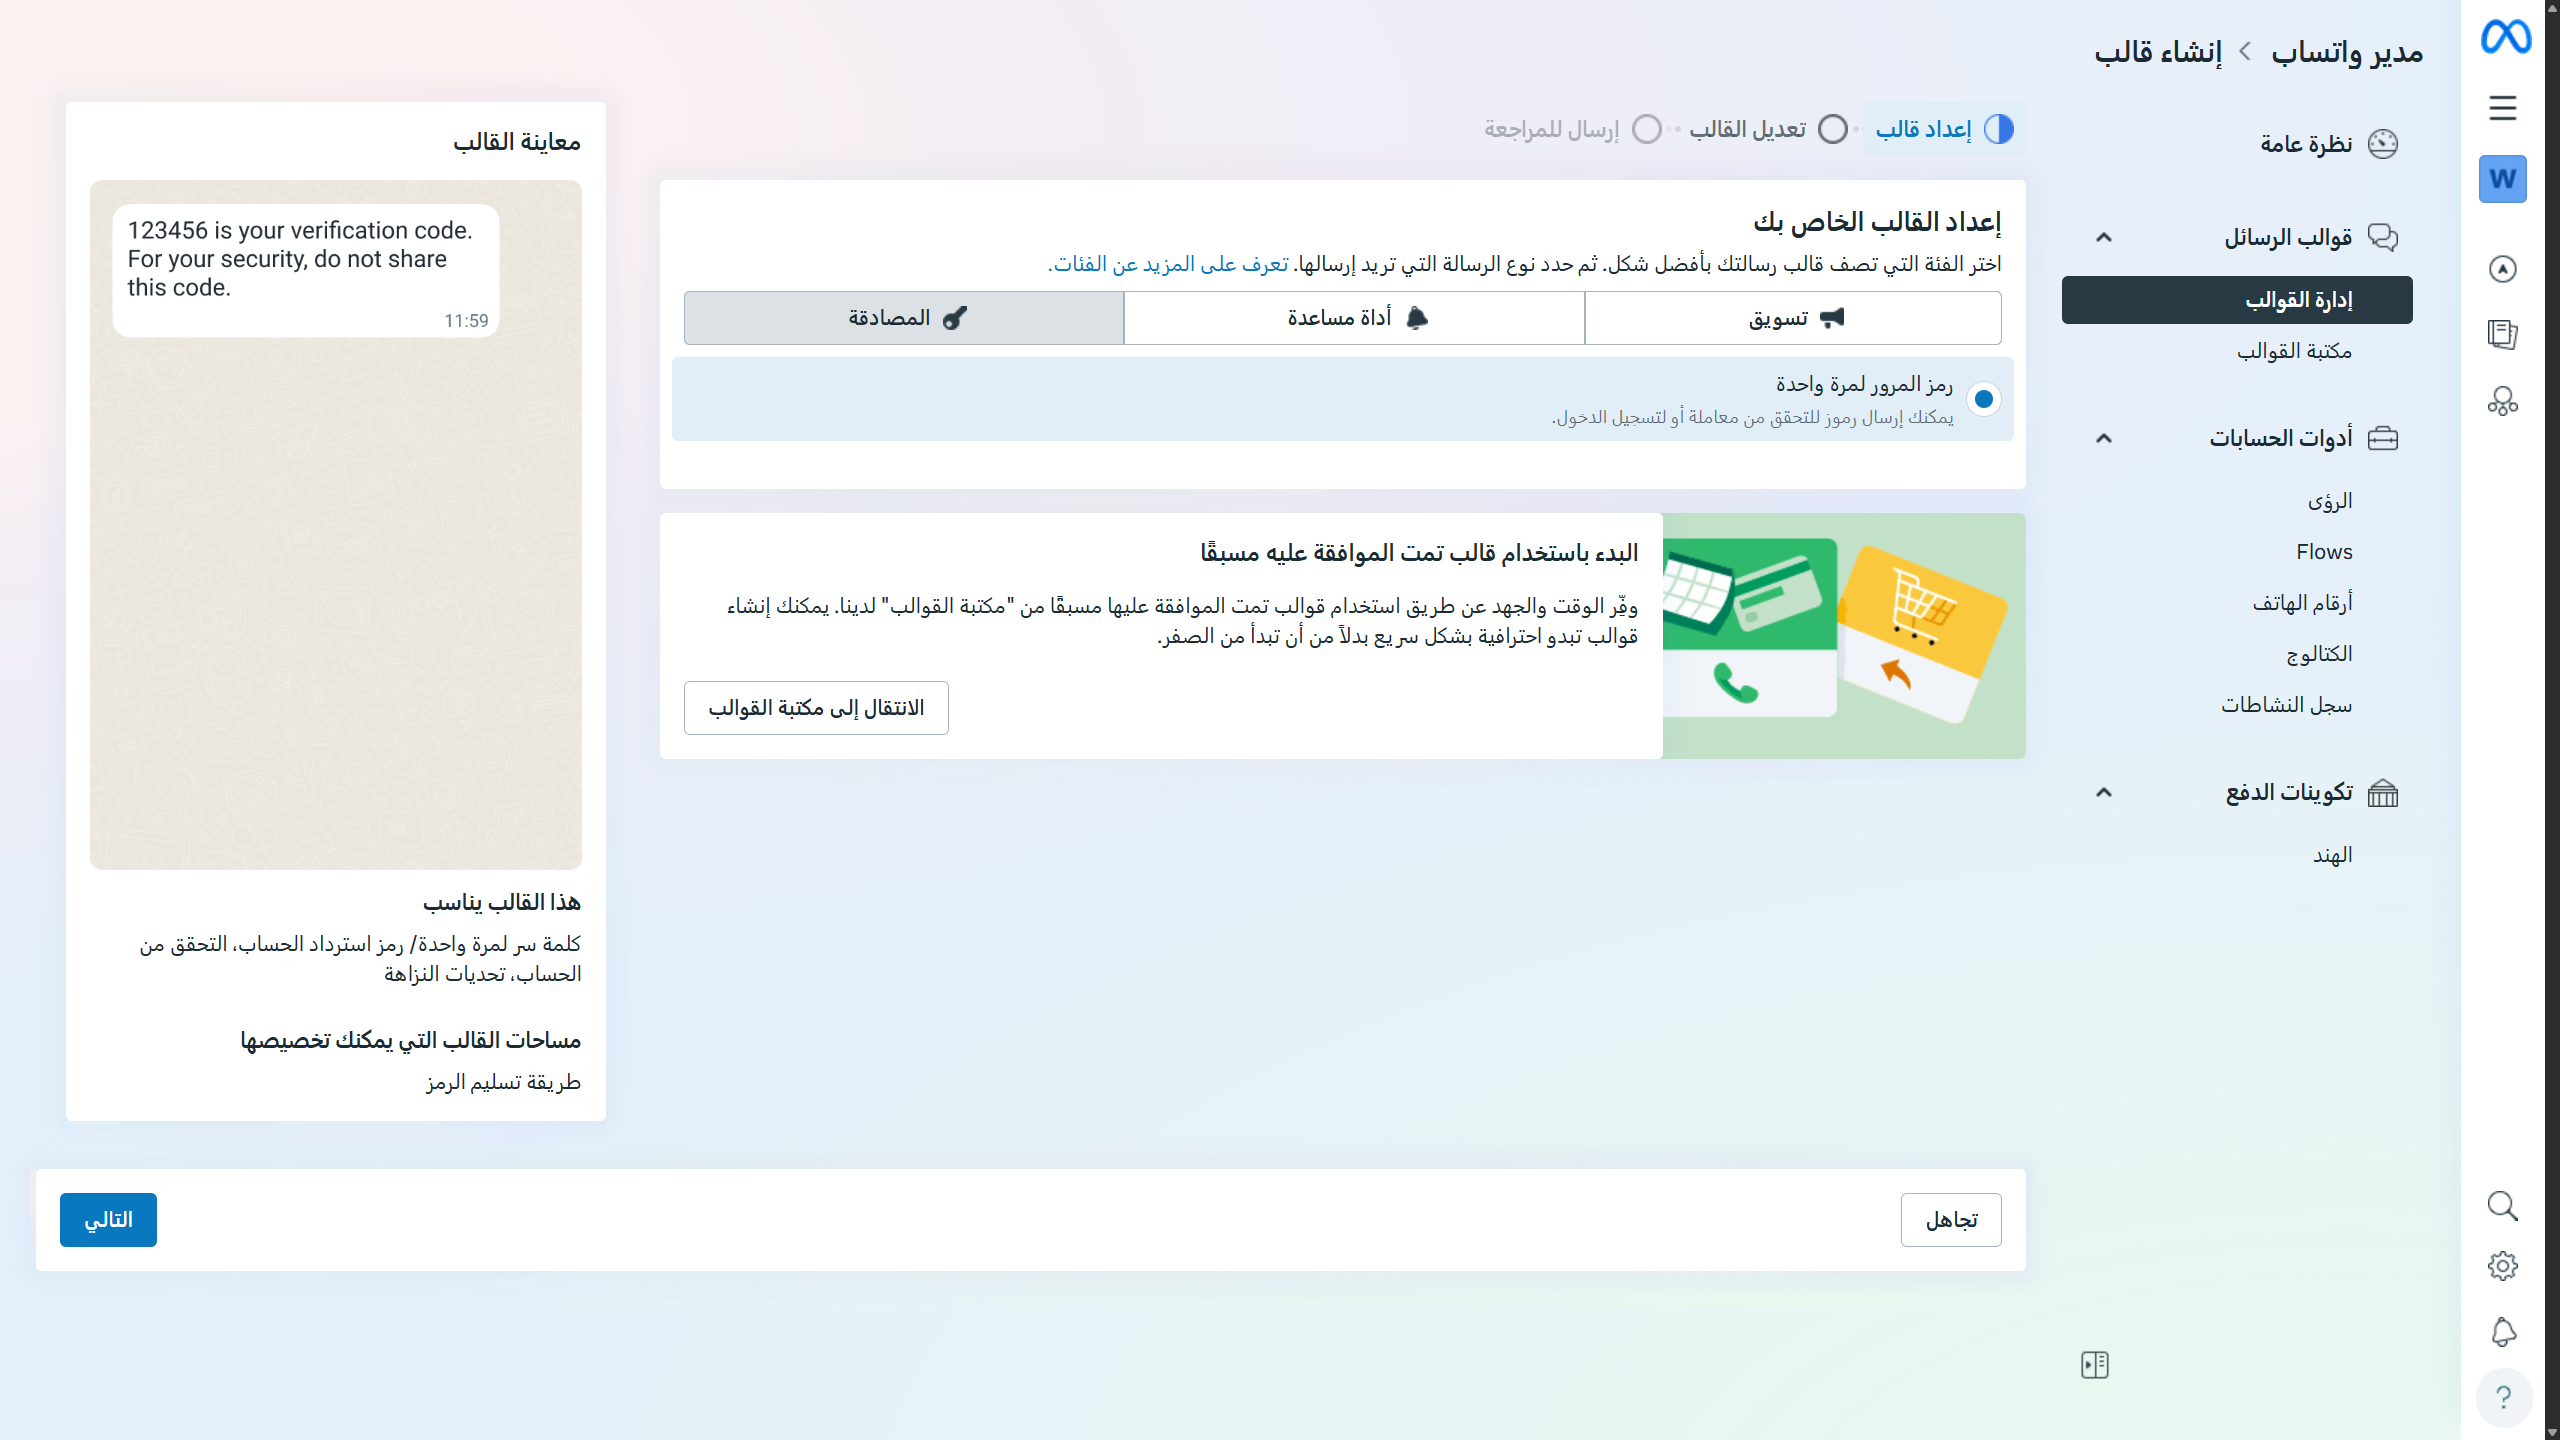 مدير واتساب
إنشاء قالب
W
نظرة عامة
قوالب الرسائل
إدارة القوالب
مكتبة القوالب
أدوات الحسابات
الرؤى
Flows
أرقام الهاتف
الكتالوج
سجل النشاطات
تكوينات الدفع
الهند
إعداد قالب
تعديل القالب
إرسال للمراجعة
إعداد القالب الخاص بك
اختر الفئة التي تصف قالب رسالتك بأفضل شكل. ثم حدد نوع الرسالة التي تريد إرسالها. تعرف على المزيد عن الفئات.
تسويق
أداة مساعدة
المصادقة
رمز المرور لمرة واحدة
يمكنك إرسال رموز للتحقق من معاملة أو لتسجيل الدخول.
البدء باستخدام قالب تمت الموافقة عليه مسبقًا
وفّر الوقت والجهد عن طريق استخدام قوالب تمت الموافقة عليها مسبقًا من "مكتبة القوالب" لدينا. يمكنك إنشاء
قوالب تبدو احترافية بشكل سريع بدلاً من أن تبدأ من الصفر.
الانتقال إلى مكتبة القوالب
معاينة القالب
123456 is your verification code.
For your security, do not share
this code.
11:59
هذا القالب يناسب
كلمة سر لمرة واحدة/ رمز استرداد الحساب، التحقق من
الحساب، تحديات النزاهة
مساحات القالب التي يمكنك تخصيصها
طريقة تسليم الرمز
تجاهل
التالي
?